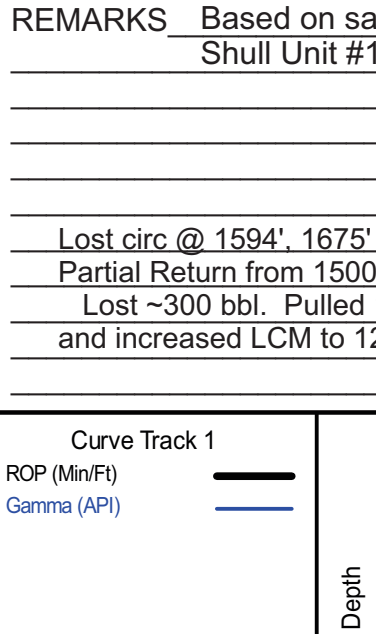 REMARKS Based on sa
Shull Unit #1
Lost circ @ 1594', 1675'
Partial Return from 1500
Lost ~300 bbl. Pulled
and increased LCM to 12
Curve Track 1
ROP (Min/Ft)
Gamma (API)
Depth